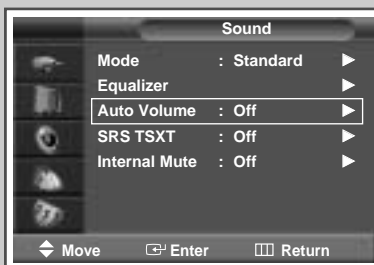 Sound
Mode : Standard
Equalizer
Auto Volume : Off
SRS TSXT : Off
Internal Mute : Off
Move Enter Return